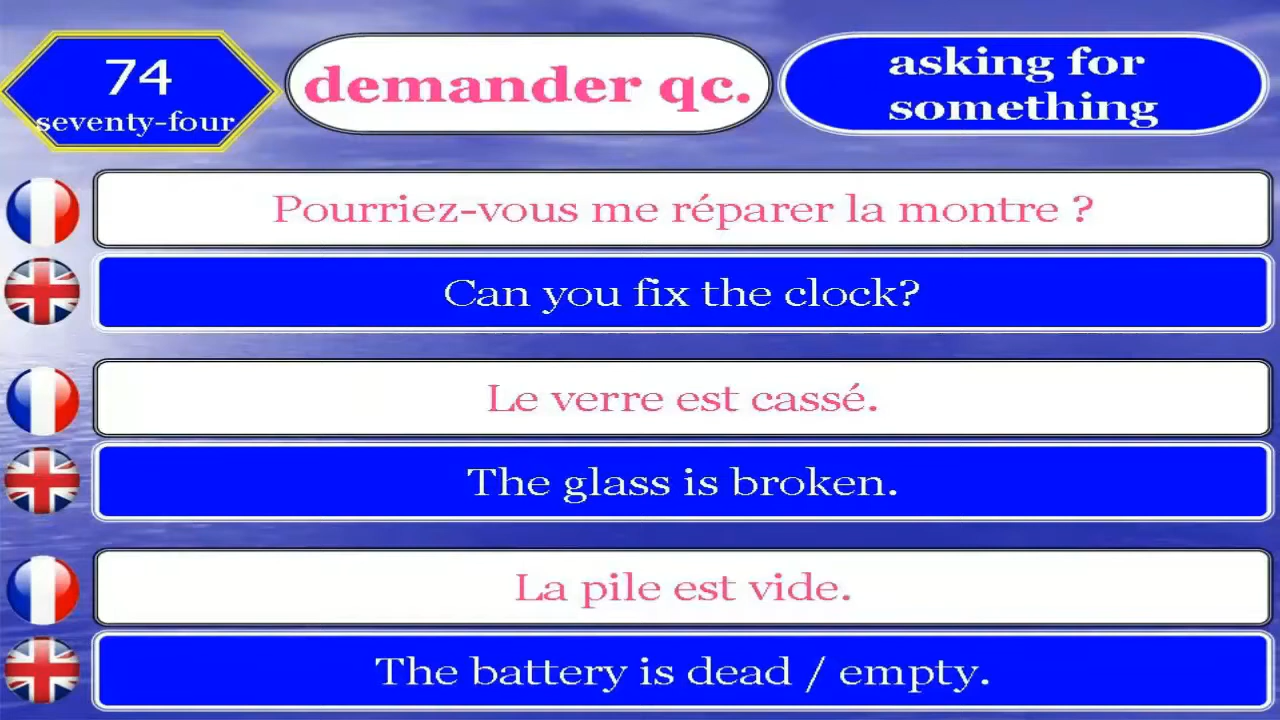 74
seventy-four
demander qc.
asking for
something
Pourriez-vous me réparer la montre ?
Can you fix the clock?
Le verre est cassé.
The glass is broken.
La pile est vide.
The battery is dead / empty.